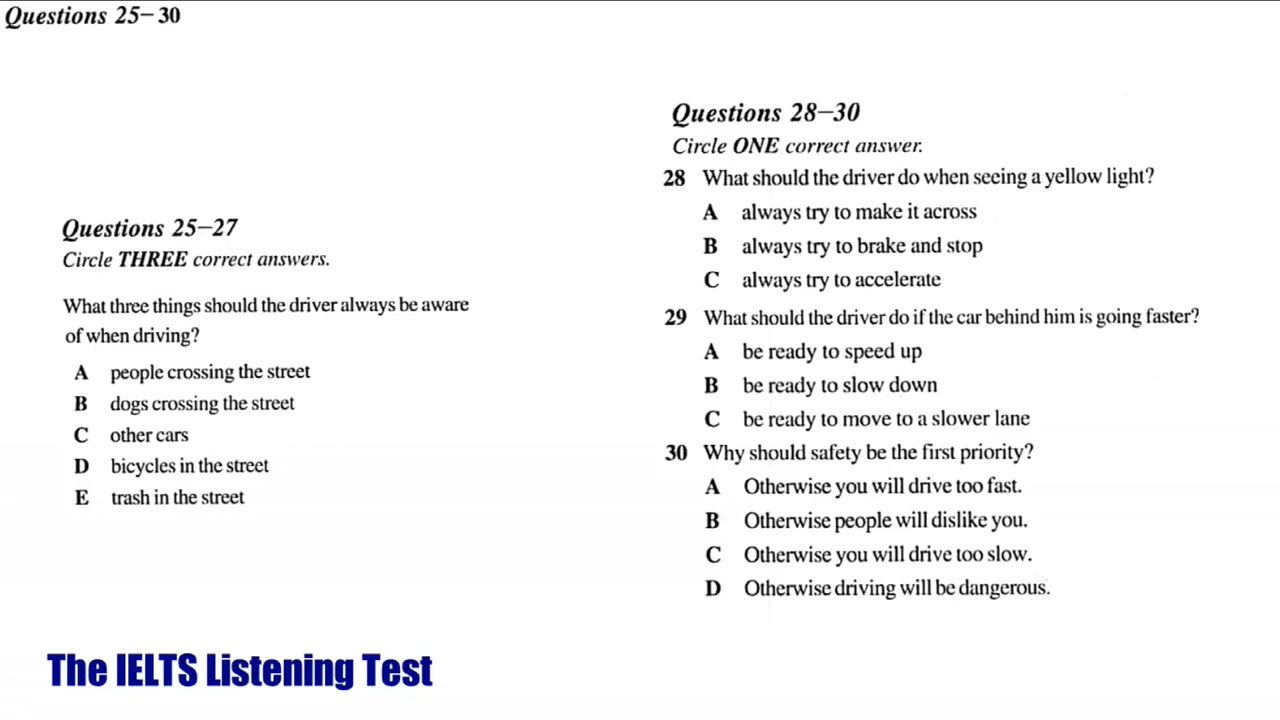 Questions 25–30
Questions 25–27
Circle THREE correct answers.
What three things should the driver always be aware
of when driving?
A people crossing the street
B dogs crossing the street
C other cars
D bicycles in the street
E trash in the street
Questions 28–30
Circle ONE correct answer.
28 What should the driver do when seeing a yellow light?
A always try to make it across
B always try to brake and stop
C always try to accelerate
29 What should the driver do if the car behind him is going faster?
A be ready to speed up
B be ready to slow down
C be ready to move to a slower lane
30 Why should safety be the first priority?
A Otherwise you will drive too fast.
B Otherwise people will dislike you.
C Otherwise you will drive too slow.
D Otherwise driving will be dangerous.
The IELTS Listening Test